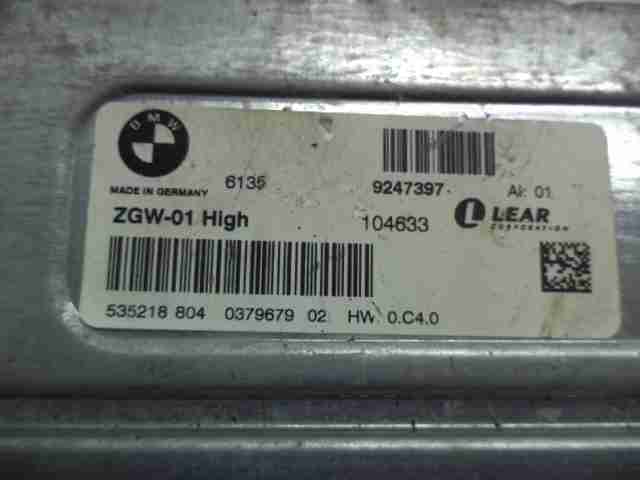 BMW
MADE IN GERMANY 6135 9247397 AI: 01
ZGW-01 High 104633 LEAR
CORPORATION
535218 804 0379679 02 HW 0.C4.0